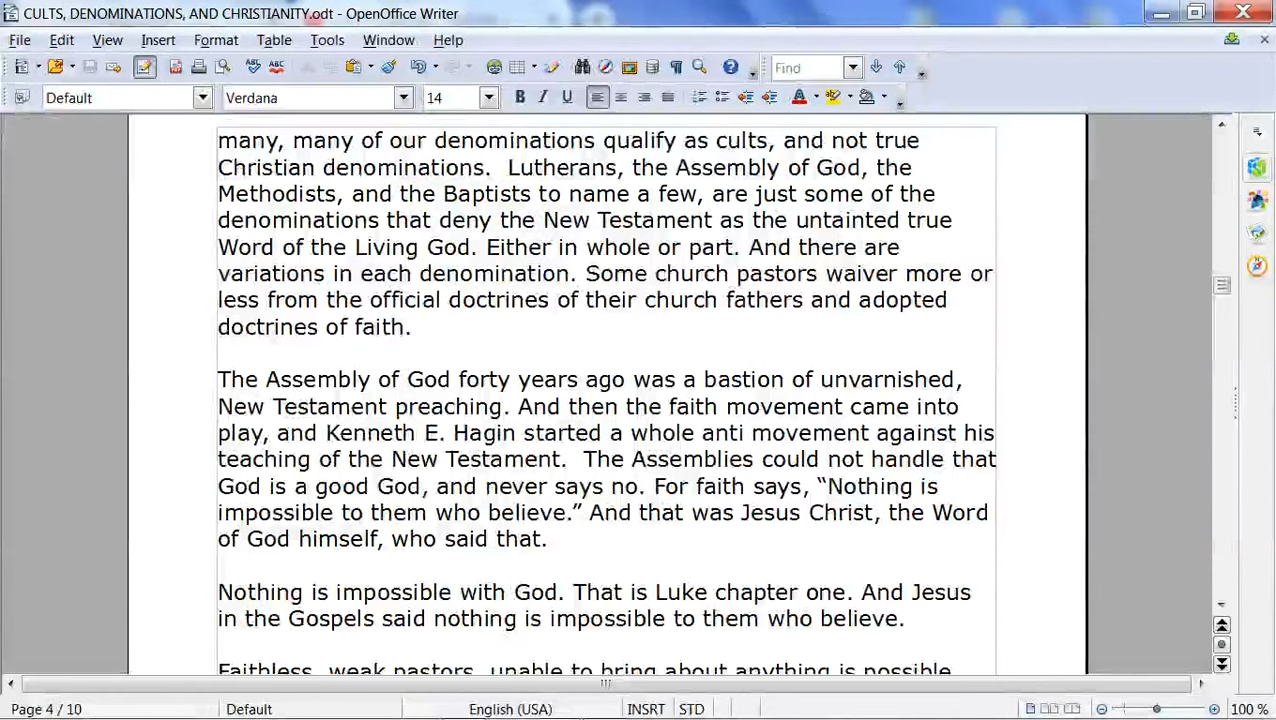 CULTS, DENOMINATIONS, AND CHRISTIANITY.odt - OpenOffice Writer
File Edit View Insert Format Table Tools Window Help
Find
Default Verdana 14
many, many of our denominations qualify as cults, and not true
Christian denominations.  Lutherans, the Assembly of God, the
Methodists, and the Baptists to name a few, are just some of the
denominations that deny the New Testament as the untainted true
Word of the Living God. Either in whole or part. And there are
variations in each denomination. Some church pastors waiver more or
less from the official doctrines of their church fathers and adopted
doctrines of faith.
The Assembly of God forty years ago was a bastion of unvarnished,
New Testament preaching. And then the faith movement came into
play, and Kenneth E. Hagin started a whole anti movement against his
teaching of the New Testament.  The Assemblies could not handle that
God is a good God, and never says no. For faith says, “Nothing is
impossible to them who believe.” And that was Jesus Christ, the Word
of God himself, who said that.
Nothing is impossible with God. That is Luke chapter one. And Jesus
in the Gospels said nothing is impossible to them who believe.
Faithless, weak pastors, unable to bring about anything is possible
Page 4 / 10 Default English (USA) INSRT STD 100 %